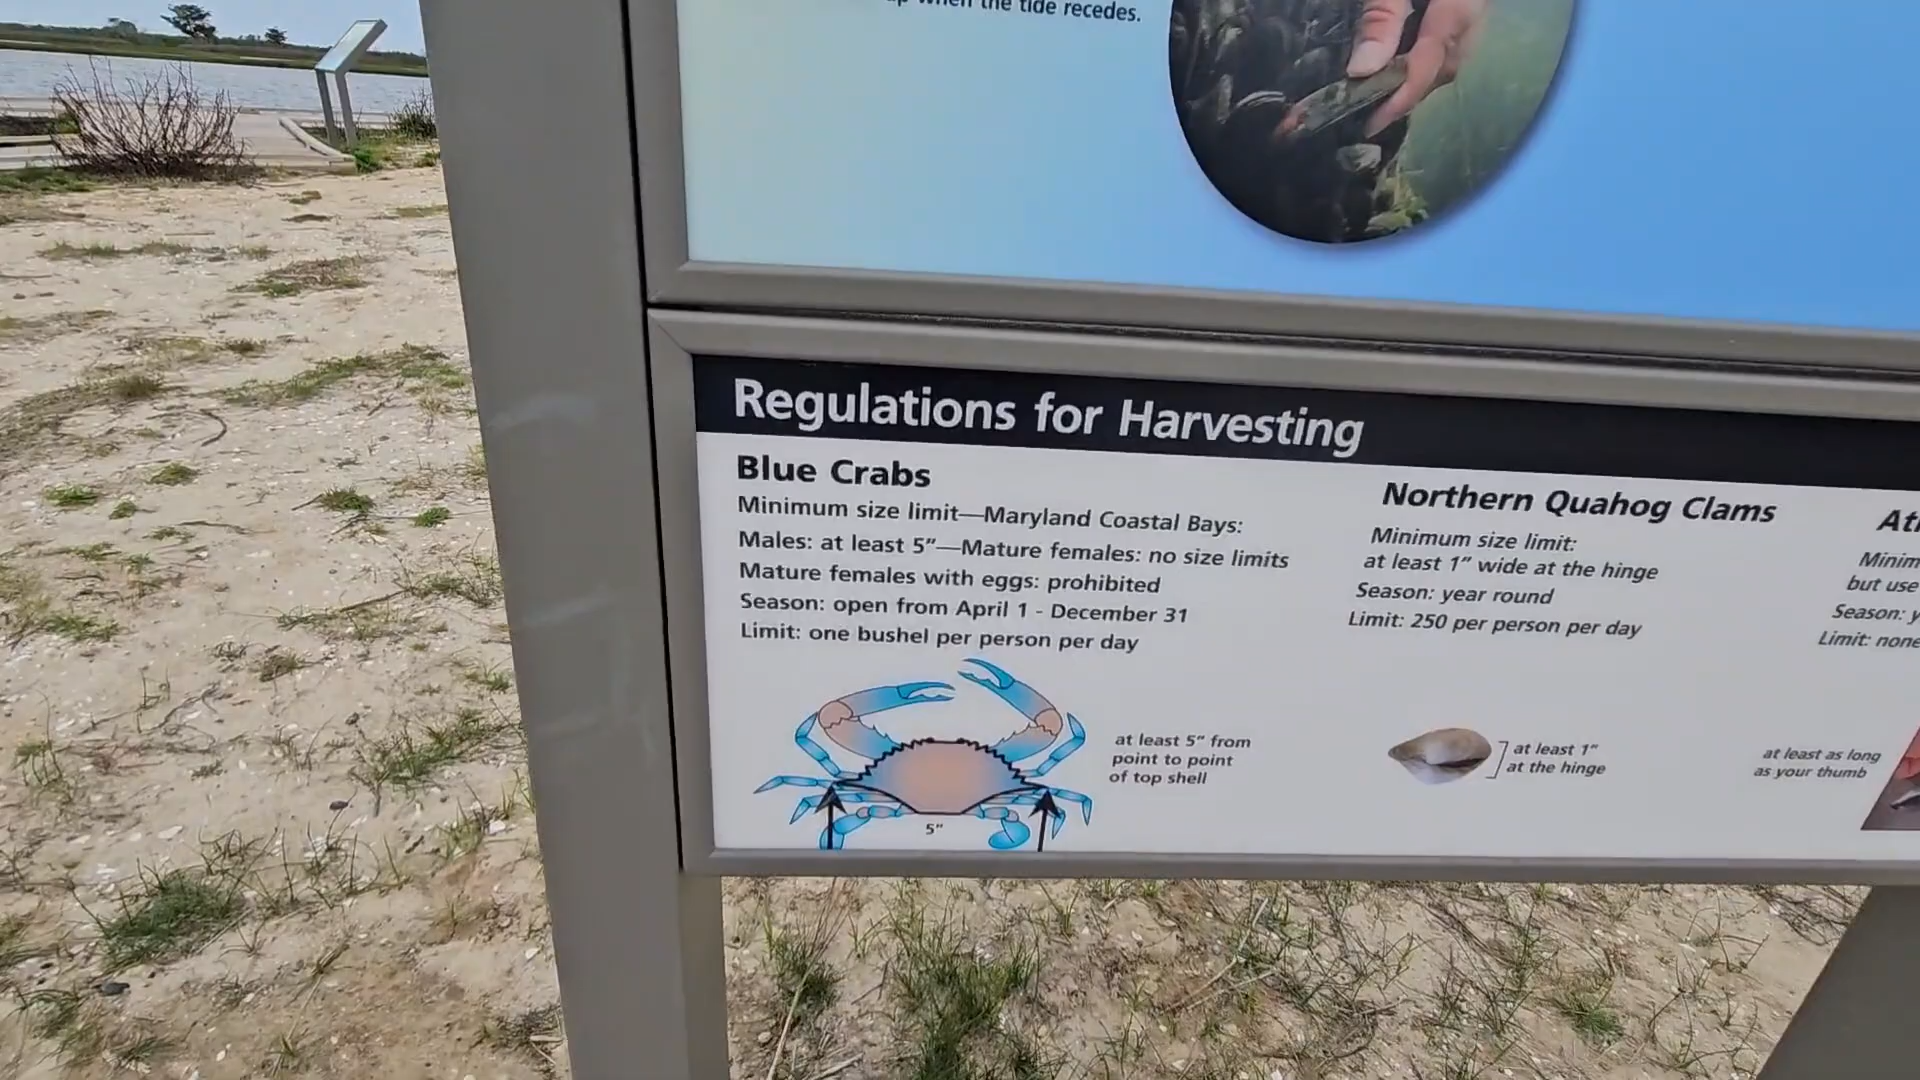 when the tide recedes.
Regulations for Harvesting
Blue Crabs
Minimum size limit—Maryland Coastal Bays:
Males: at least 5”—Mature females: no size limits
Mature females with eggs: prohibited
Season: open from April 1 - December 31
Limit: one bushel per person per day
at least 5” from
point to point
of top shell
5”
Northern Quahog Clams
Minimum size limit:
at least 1” wide at the hinge
Season: year round
Limit: 250 per person per day
at least 1”
at the hinge
but use
Season:
Limit: none
at least as long
as your thumb